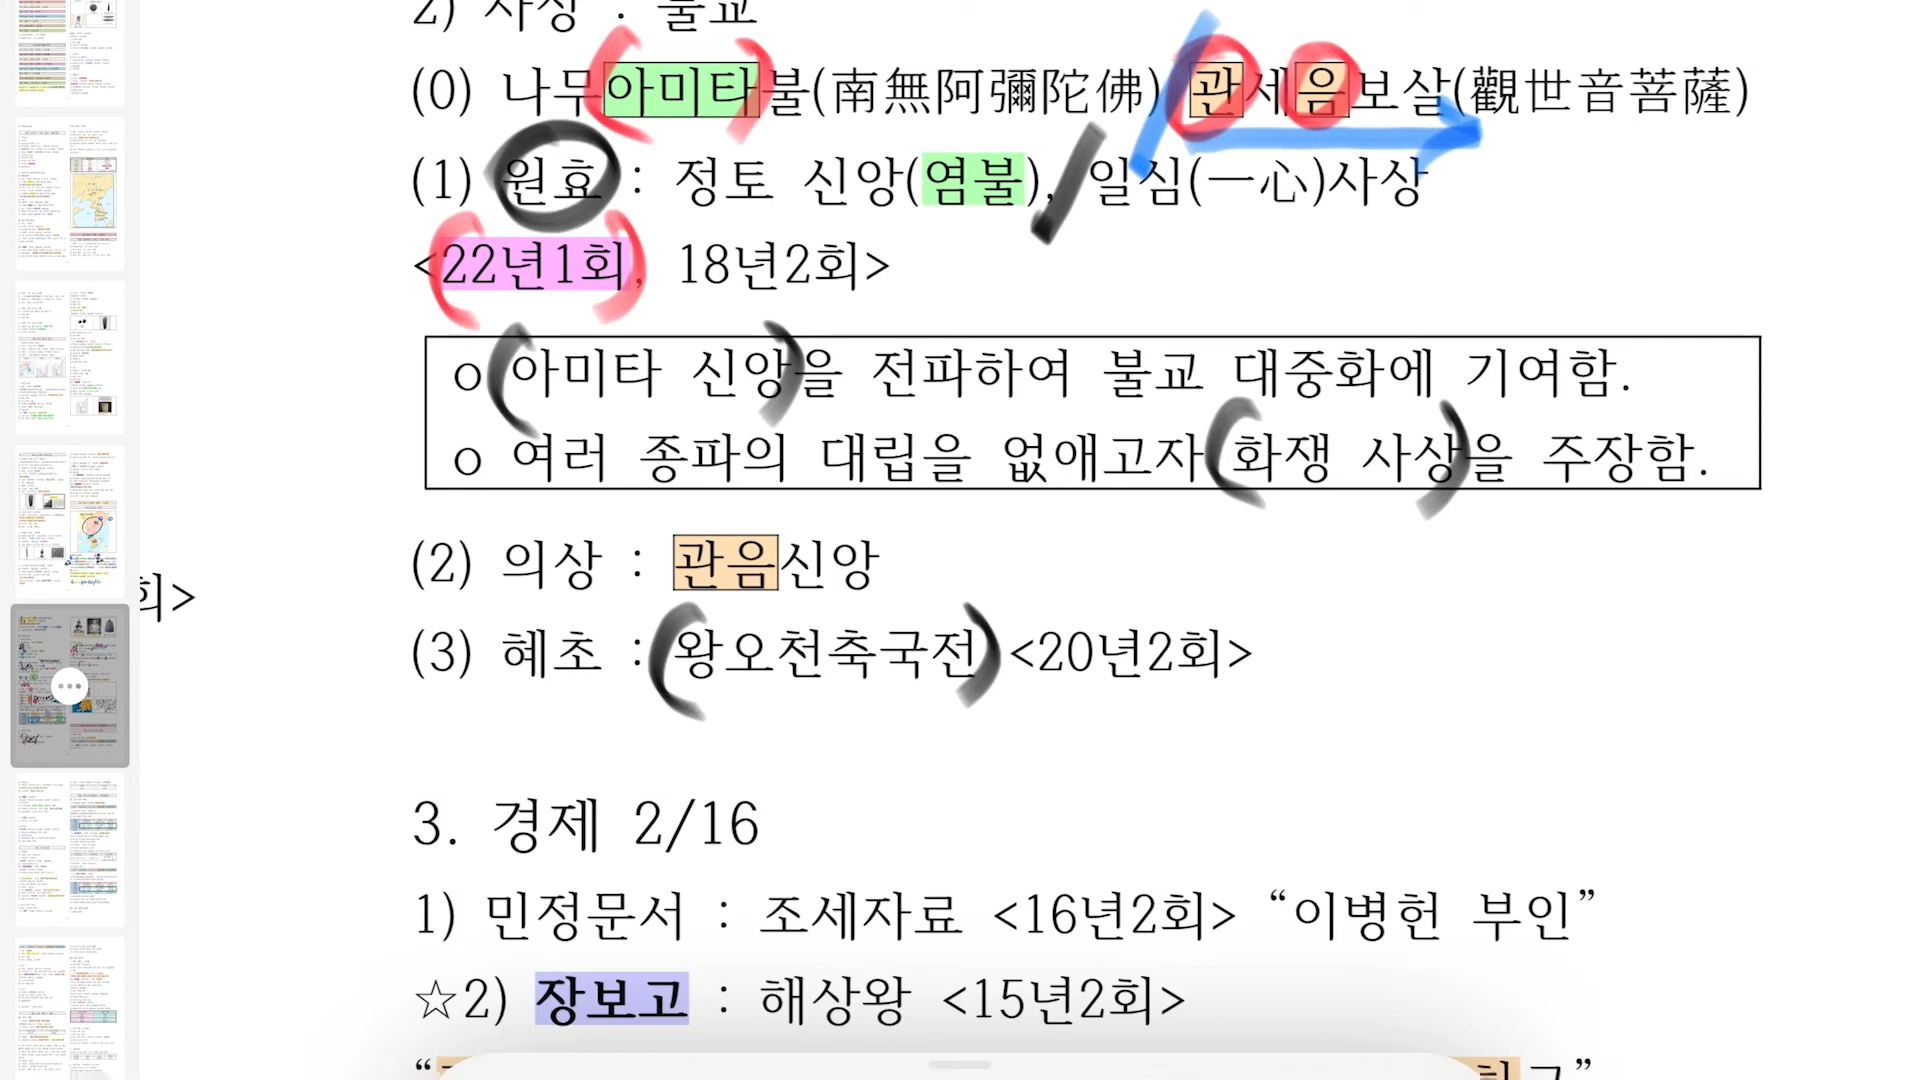 2) 사상 : 불교
(0) 나무아미타불(南無阿彌陀佛) 관세음보살(觀世音菩薩)
(1) 원효 : 정토 신앙(염불), 일심(一心)사상
<22년1회, 18년2회>
o 아미타 신앙을 전파하여 불교 대중화에 기여함.
o 여러 종파의 대립을 없애고자 화쟁 사상을 주장함.
(2) 의상 : 관음신앙
회>
(3) 혜초 : 왕오천축국전 <20년2회>
3. 경제 2/16
1) 민정문서 : 조세자료 <16년2회> “이병헌 부인”
☆2) 장보고 : 해상왕 <15년2회>